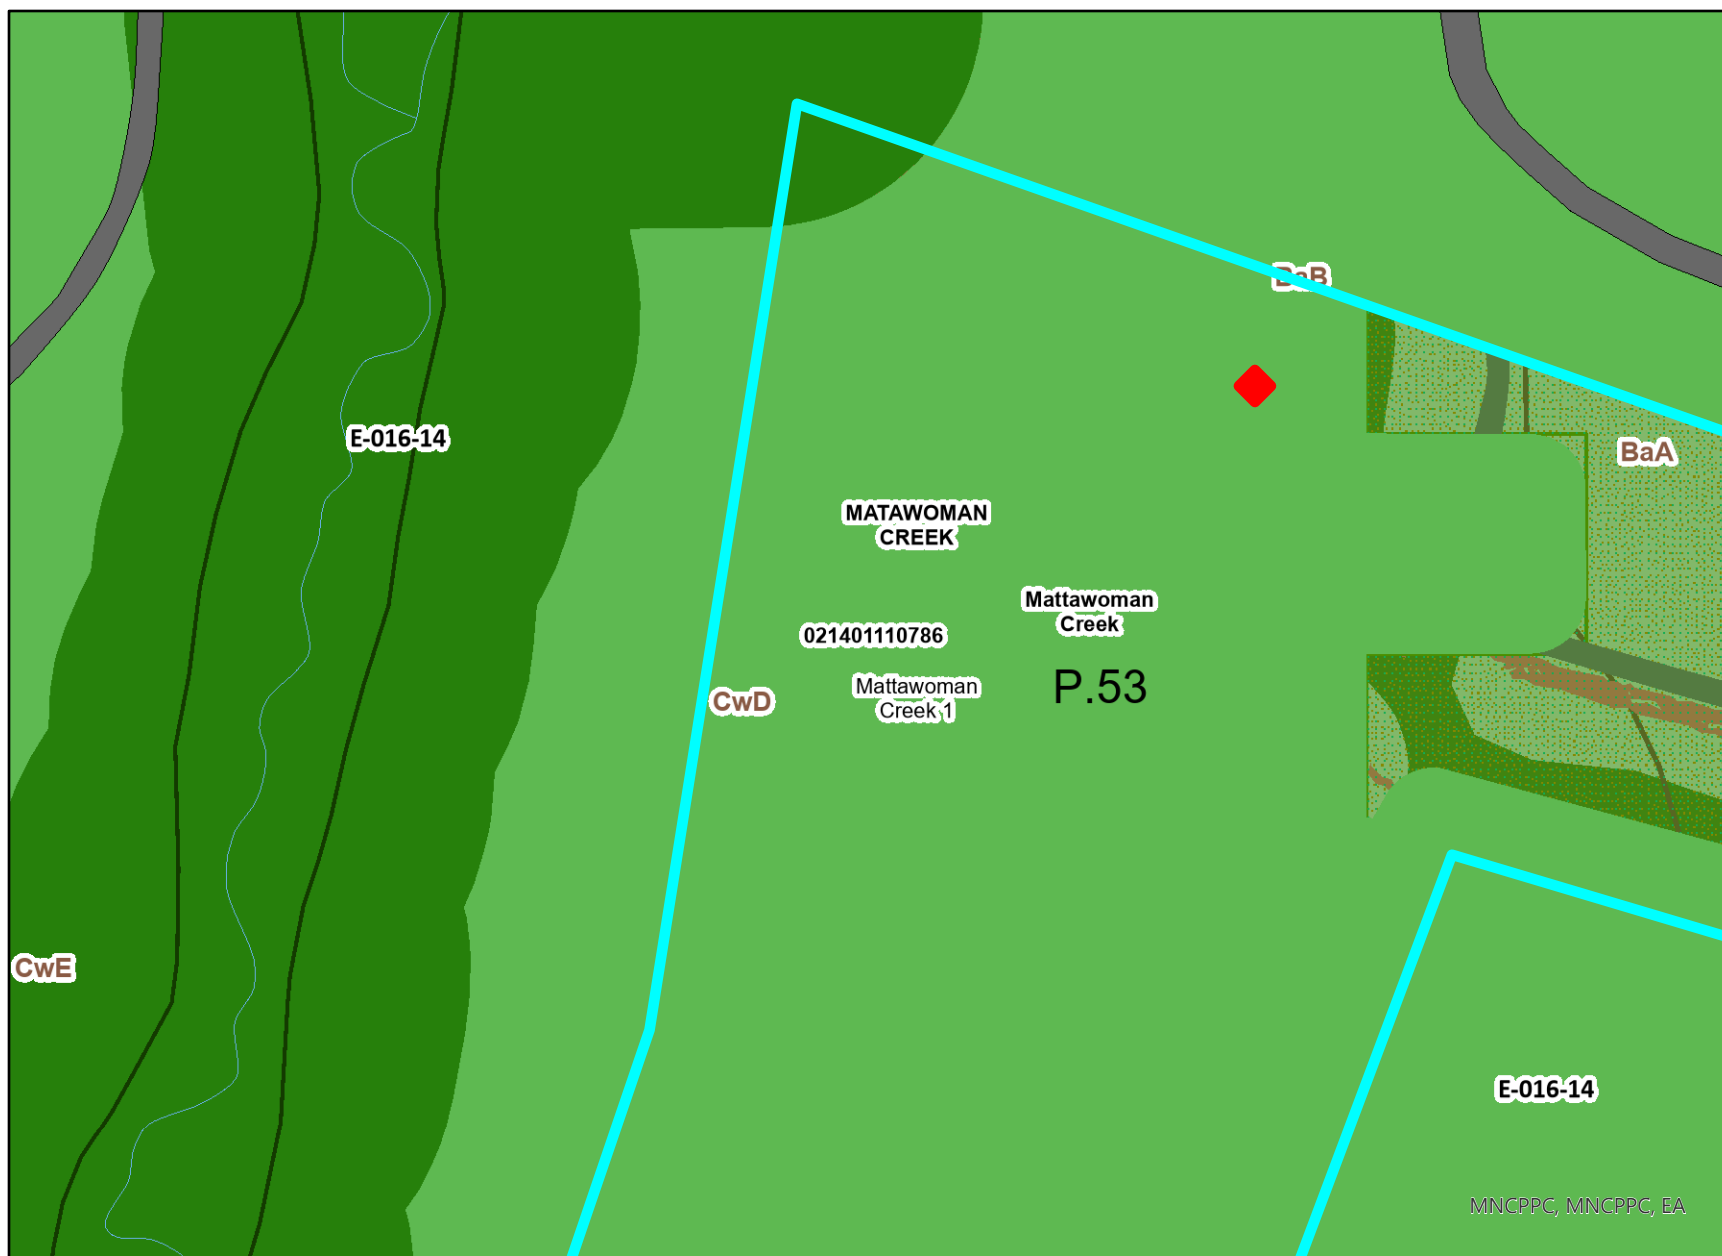 BaB
E-016-14
BaA
MATAWOMAN
CREEK
Mattawoman
Creek
021401110786
Mattawoman
Creek 1
P.53
CwD
CwE
E-016-14
MNCPPC, MNCPPC, EA